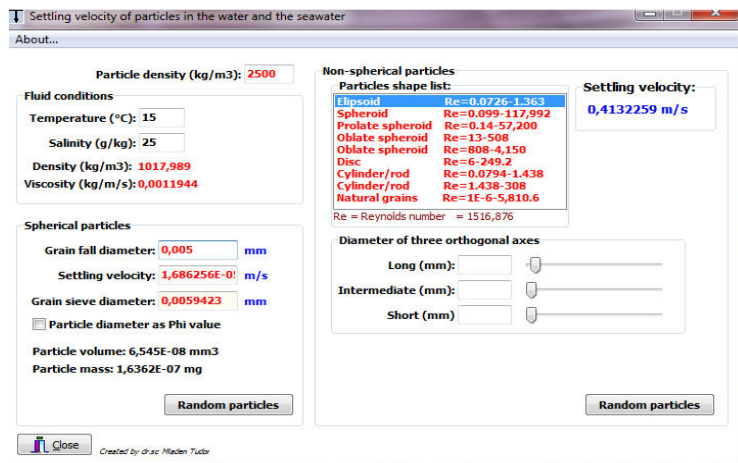 Settling velocity of particles in the water and the seawater
About...
Particle density (kg/m3): 2500
Fluid conditions
Temperature (°C): 15
Salinity (g/kg): 25
Density (kg/m3): 1017,989
Viscosity (kg/m/s): 0,0011944
Spherical particles
Grain fall diameter: 0,005 mm
Settling velocity: 1,686256E-0 m/s
Grain sieve diameter: 0,0059423 mm
Particle diameter as Phi value
Particle volume: 6,545E-08 mm3
Particle mass: 1,6362E-07 mg
Random particles
Non-spherical particles
Particles shape list:
Elipsoid Re=0.0726-1.363
Spheroid Re=0.099-117,992
Prolate spheroid Re=0.14-57,200
Oblate spheroid Re=13-508
Oblate spheroid Re=808-4,150
Disc Re=6-249.2
Cylinder/rod Re=0.0794-1.438
Cylinder/rod Re=1.438-308
Natural grains Re=1E-6-5,810.6
Re = Reynolds number = 1516,876
Settling velocity:
0,4132259 m/s
Diameter of three orthogonal axes
Long (mm):
Intermediate (mm):
Short (mm)
Random particles
Close
Created by dr.sc Mladen Tudor